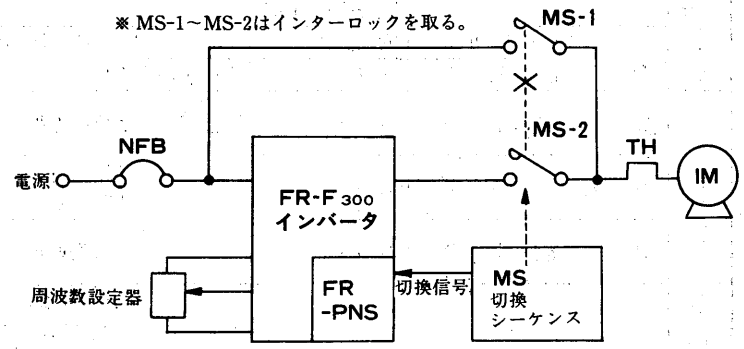 ※ MS-1~MS-2はインターロックを取る。
MS-1
NFB
MS-2
TH
電源
FR-F 300
インバータ
IM
周波数設定器
FR
-PNS
切換信号
MS
切換
シーケンス